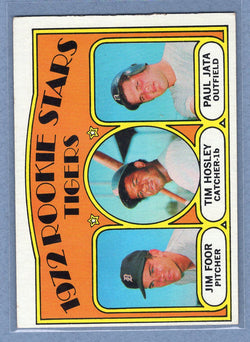 1972 ROOKIE STARS
TIGERS
JIM FOOR
PITCHER
TIM HOSLEY
CATCHER-1b
PAUL JATA
OUTFIELD